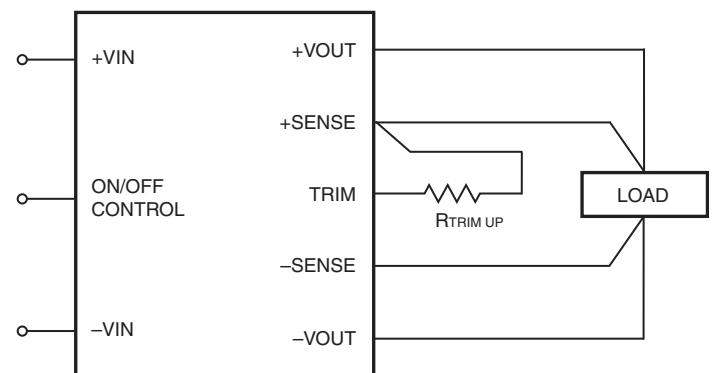 +VIN
ON/OFF
CONTROL
–VIN
+VOUT
+SENSE
TRIM
–SENSE
–VOUT
RTRIM UP
LOAD